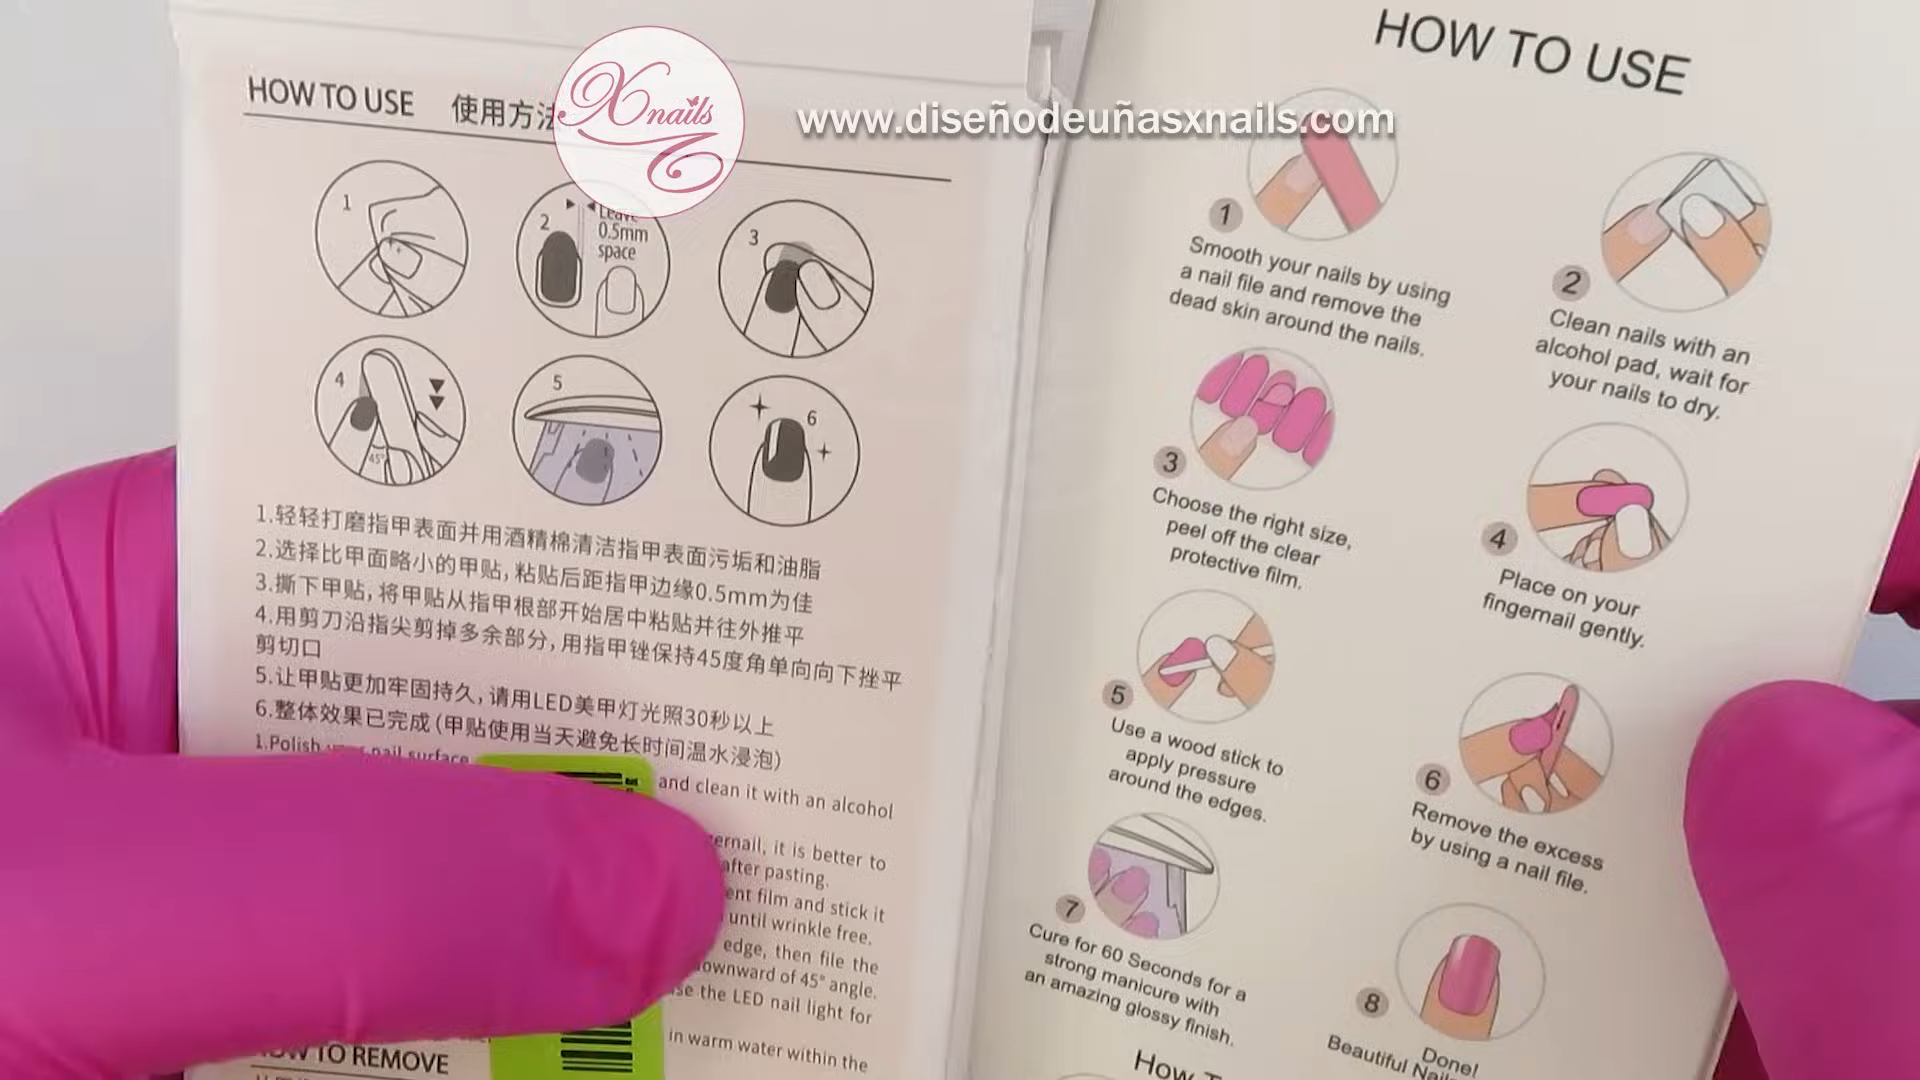 HOW TO USE 使用方法
Xnails
www.diseñodeuñasxnails.com
1
2
Leave
0.5mm
space
3
4
45°
5
6
1.轻轻打磨指甲表面并用酒精棉清洁指甲表面污垢和油脂
2.选择比甲面略小的甲贴,粘贴后距指甲边缘0.5mm为佳
3.撕下甲贴,将甲贴从指甲根部开始居中粘贴并往外推平
4.用剪刀沿指尖剪掉多余部分,用指甲锉保持45度角单向向下挫平
剪切口
5.让甲贴更加牢固持久,请用LED美甲灯光照30秒以上
6.整体效果已完成(甲贴使用当天避免长时间温水浸泡)
1.Polish your nail surface and clean it with an alcohol
it is better to
after pasting.
film and stick it
until wrinkle free.
edge, then file the
of 45° angle.
the LED nail light for
in warm water within the
HOW TO REMOVE
HOW TO USE
1
Smooth your nails by using
a nail file and remove the
dead skin around the nails.
2
Clean nails with an
alcohol pad, wait for
your nails to dry.
3
Choose the right size,
peel off the clear
protective film.
4
Place on your
fingernail gently.
5
Use a wood stick to
apply pressure
around the edges.
6
Remove the excess
by using a nail file.
7
Cure for 60 Seconds for a
strong manicure with
an amazing glossy finish.
8
Done!
Beautiful
How